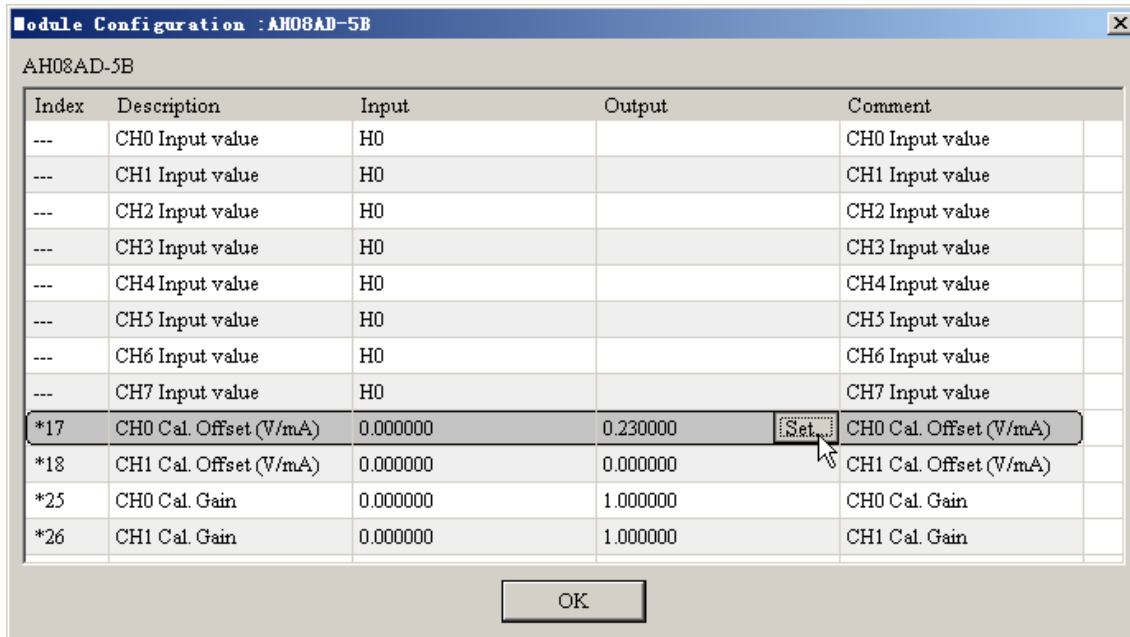 Module Configuration :AH08AD-5B
AH08AD-5B
Index Description Input Output Comment
--- CH0 Input value H0 CH0 Input value
--- CH1 Input value H0 CH1 Input value
--- CH2 Input value H0 CH2 Input value
--- CH3 Input value H0 CH3 Input value
--- CH4 Input value H0 CH4 Input value
--- CH5 Input value H0 CH5 Input value
--- CH6 Input value H0 CH6 Input value
--- CH7 Input value H0 CH7 Input value
*17 CH0 Cal. Offset (V/mA) 0.000000 0.230000 Set... CH0 Cal. Offset (V/mA)
*18 CH1 Cal. Offset (V/mA) 0.000000 0.000000 CH1 Cal. Offset (V/mA)
*25 CH0 Cal. Gain 0.000000 1.000000 CH0 Cal. Gain
*26 CH1 Cal. Gain 0.000000 1.000000 CH1 Cal. Gain
OK